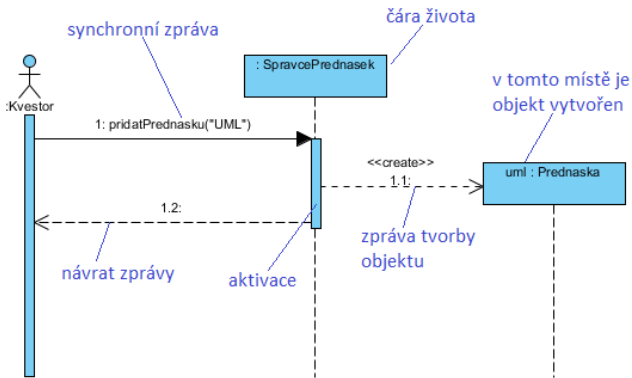 synchronní zpráva
čára života
: SpravcePrednasek
v tomto místě je
objekt vytvořen
:Kvestor
1: pridatPrednasku("UML")
<<create>>
1.1:
uml : Prednaska
1.2:
zpráva tvorby
objektu
návrat zprávy
aktivace